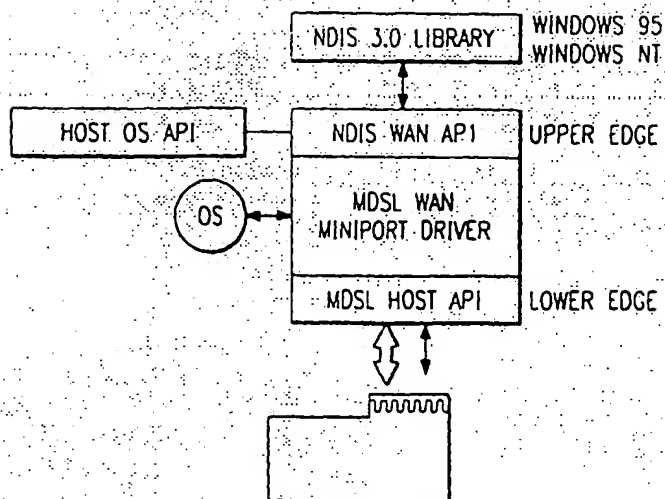 NDIS 3.0 LIBRARY
WINDOWS 95
WINDOWS NT
HOST OS API
NDIS WAN API
UPPER EDGE
OS
MDSL WAN
MINIPORT DRIVER
MDSL HOST API
LOWER EDGE